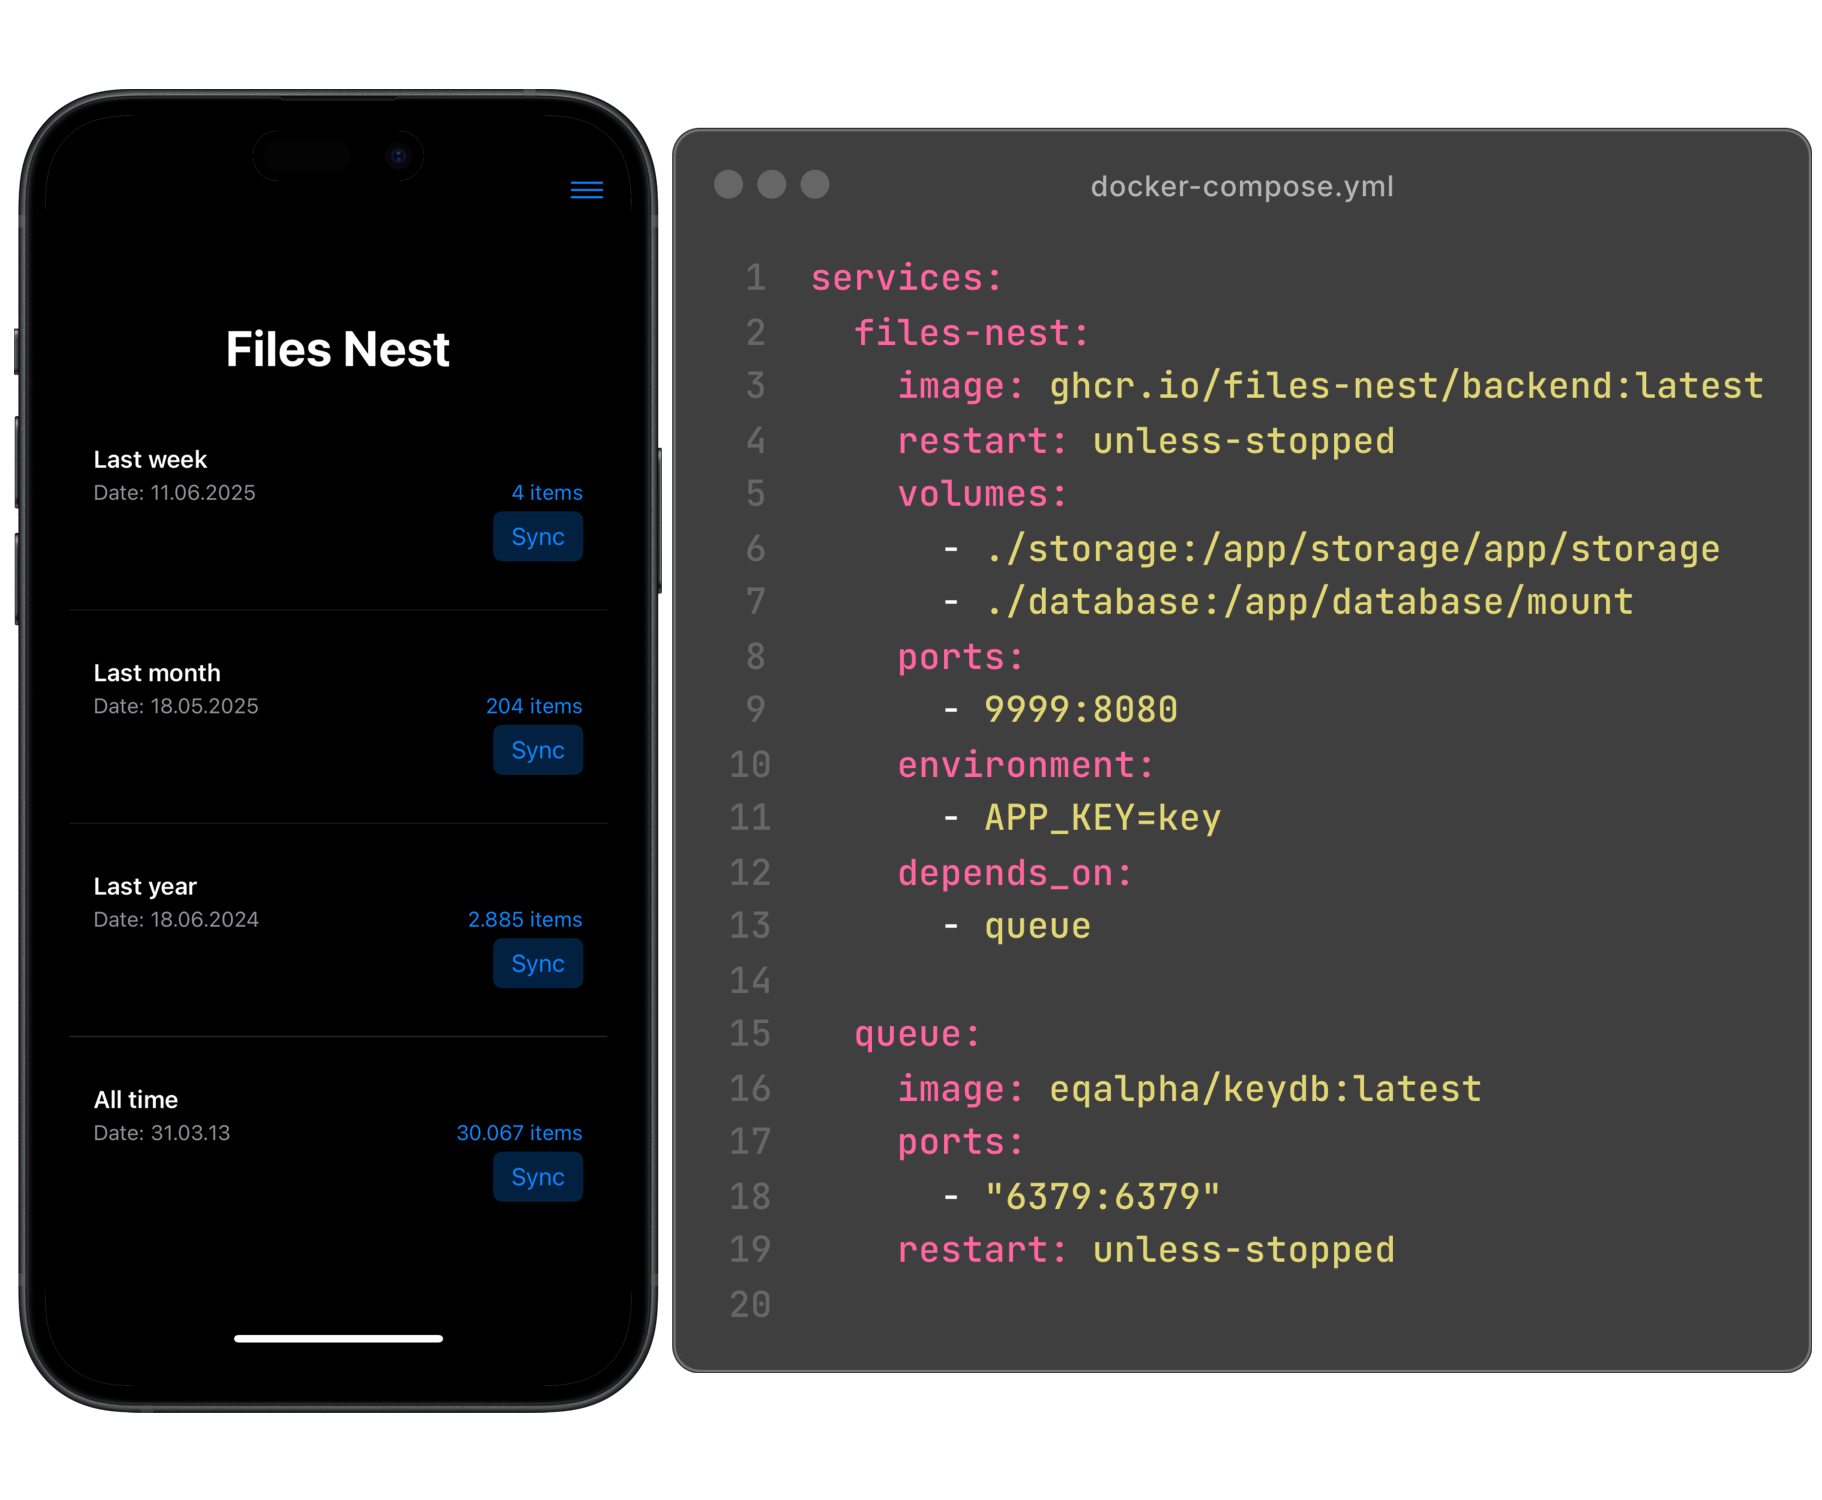 Files Nest
Last week
Date: 11.06.2025
4 items
Sync
Last month
Date: 18.05.2025
204 items
Sync
Last year
Date: 18.06.2024
2.885 items
Sync
All time
Date: 31.03.13
30.067 items
Sync
docker-compose.yml
1 services:
2   files-nest:
3     image: ghcr.io/files-nest/backend:latest
4     restart: unless-stopped
5     volumes:
6       - ./storage:/app/storage/app/storage
7       - ./database:/app/database/mount
8     ports:
9       - 9999:8080
10     environment:
11       - APP_KEY=key
12     depends_on:
13       - queue
14
15   queue:
16     image: eqalpha/keydb:latest
17     ports:
18       - "6379:6379"
19     restart: unless-stopped
20